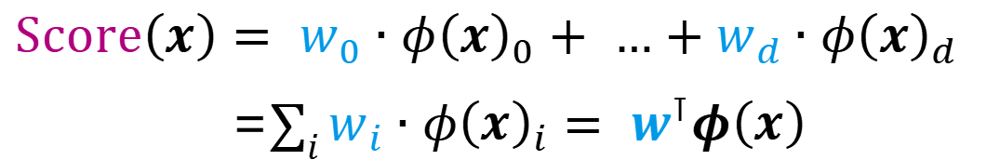 Score(𝒙) = w₀ · ϕ(𝒙)₀ + ... + w_d · ϕ(𝒙)_d
=∑ᵢ wᵢ · ϕ(𝒙)ᵢ = 𝒘ᵀ𝝓(𝒙)